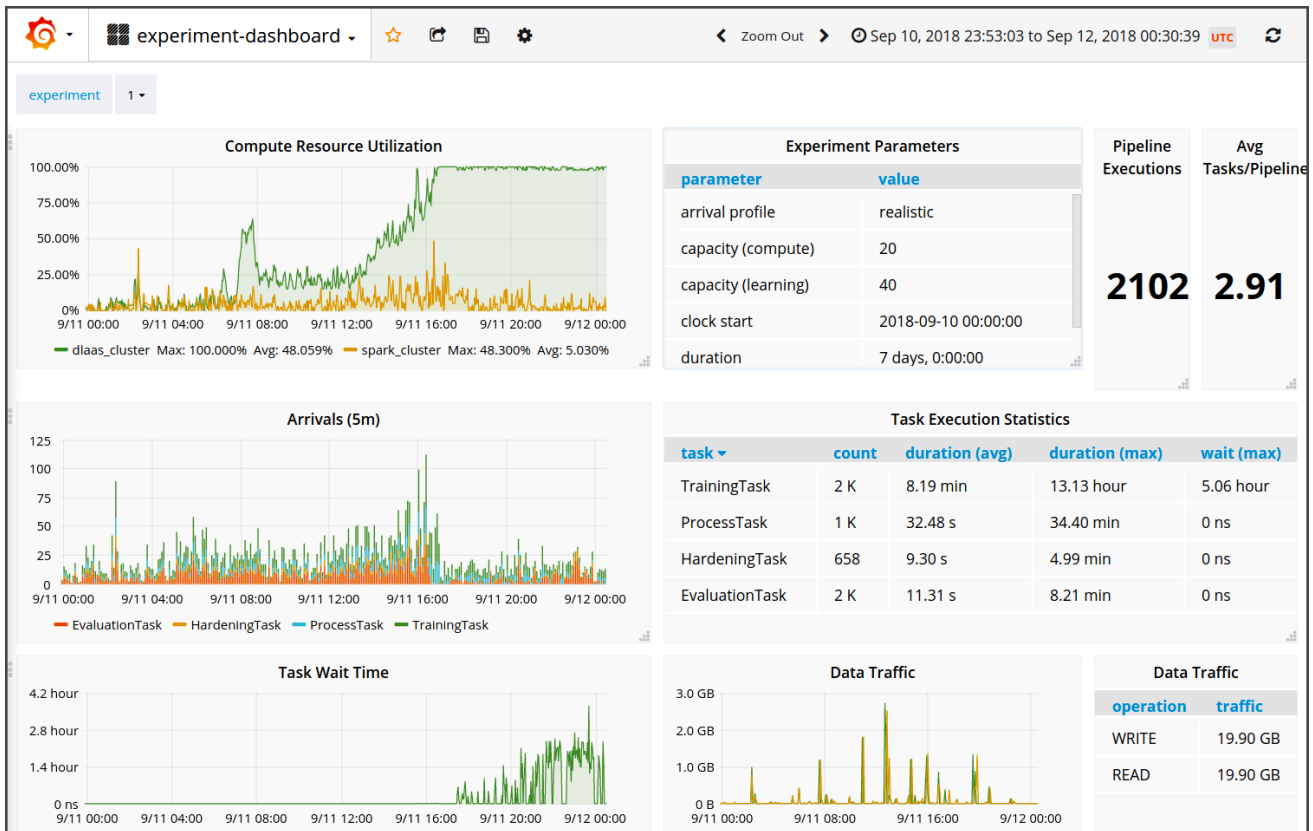 experiment-dashboard
Zoom Out Sep 10, 2018 23:53:03 to Sep 12, 2018 00:30:39 UTC
experiment 1
Compute Resource Utilization
100.00%
75.00%
50.00%
25.00%
0%
9/11 00:00 9/11 04:00 9/11 08:00 9/11 12:00 9/11 16:00 9/11 20:00 9/12 00:00
dlaas_cluster Max: 100.000% Avg: 48.059% spark_cluster Max: 48.300% Avg: 5.030%
Experiment Parameters
parameter value
arrival profile realistic
capacity (compute) 20
capacity (learning) 40
clock start 2018-09-10 00:00:00
duration 7 days, 0:00:00
Pipeline
Executions
2102
Avg
Tasks/Pipeline
2.91
Arrivals (5m)
125
100
75
50
25
0
9/11 00:00 9/11 04:00 9/11 08:00 9/11 12:00 9/11 16:00 9/11 20:00 9/12 00:00
EvaluationTask HardeningTask ProcessTask TrainingTask
Task Execution Statistics
task count duration (avg) duration (max) wait (max)
TrainingTask 2 K 8.19 min 13.13 hour 5.06 hour
ProcessTask 1 K 32.48 s 34.40 min 0 ns
HardeningTask 658 9.30 s 4.99 min 0 ns
EvaluationTask 2 K 11.31 s 8.21 min 0 ns
Task Wait Time
4.2 hour
2.8 hour
1.4 hour
0 ns
9/11 00:00 9/11 04:00 9/11 08:00 9/11 12:00 9/11 16:00 9/11 20:00 9/12 00:00
Data Traffic
3.0 GB
2.0 GB
1.0 GB
0 B
9/11 00:00 9/11 08:00 9/11 16:00 9/12 00:00
Data Traffic
operation traffic
WRITE 19.90 GB
READ 19.90 GB